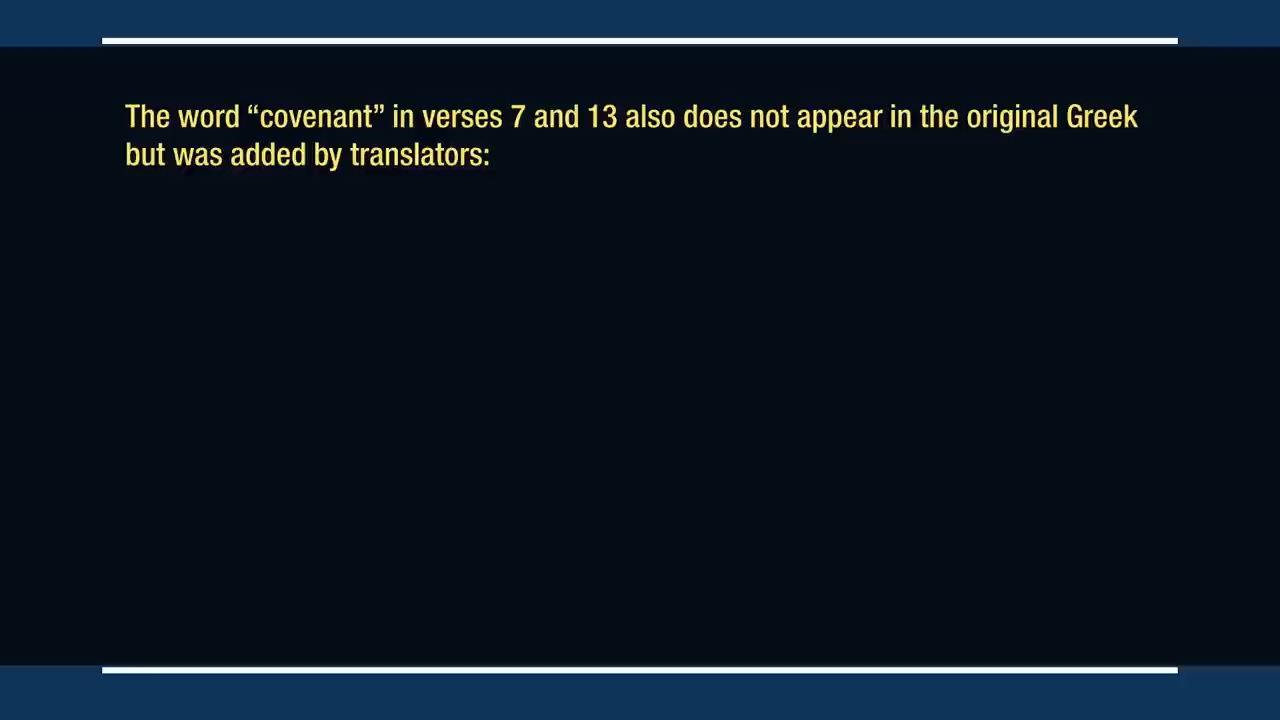 The word “covenant” in verses 7 and 13 also does not appear in the original Greek
but was added by translators: